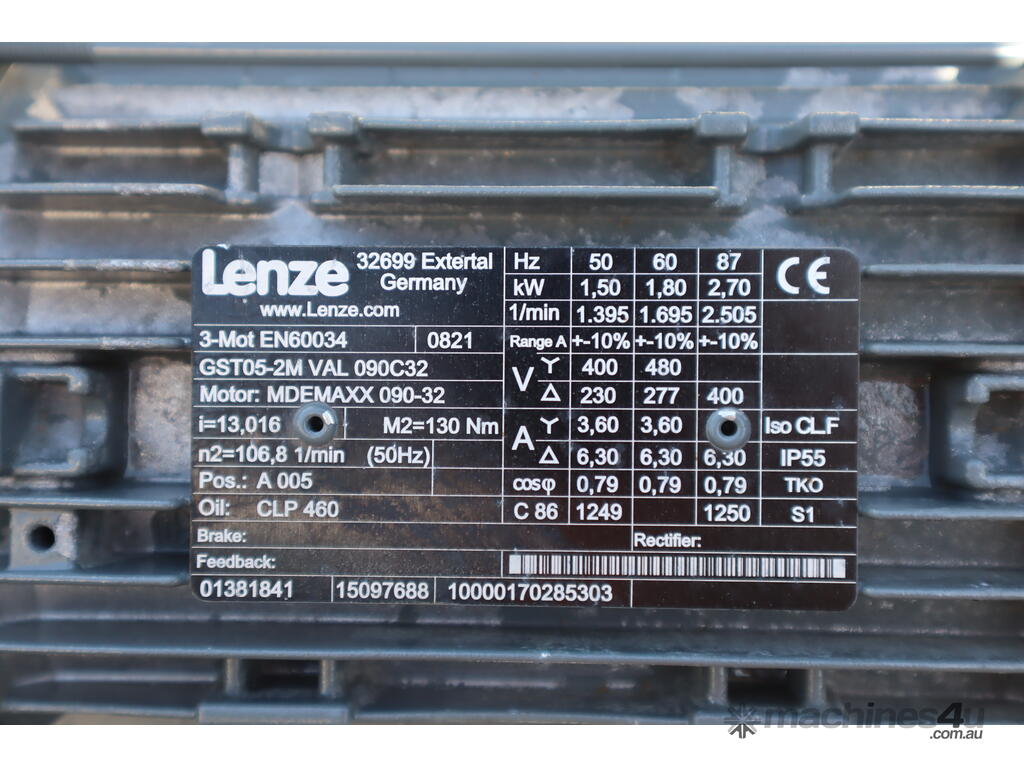 Lenze 32699 Extertal Germany
www.Lenze.com
3-Mot EN60034 0821
GST05-2M VAL 090C32
Motor: MDEMAXX 090-32
i=13,016 M2=130 Nm
n2=106,8 1/min (50Hz)
Pos.: A 005
Oil: CLP 460
Hz 50 60 87 CE
kW 1,50 1,80 2,70
1/min 1.395 1.695 2.505
Range A +-10% +-10% +-10%
V Y 400 480
Δ 230 277 400
A Y 3,60 3,60 Iso CL.F
Δ 6,30 6,30 6,30 IP55
cosφ 0,79 0,79 0,79 TKO
C 86 1249 1250 S1
Brake: Rectifier:
Feedback:
01381841 15097688 10000170285303
machines4u
.com.au